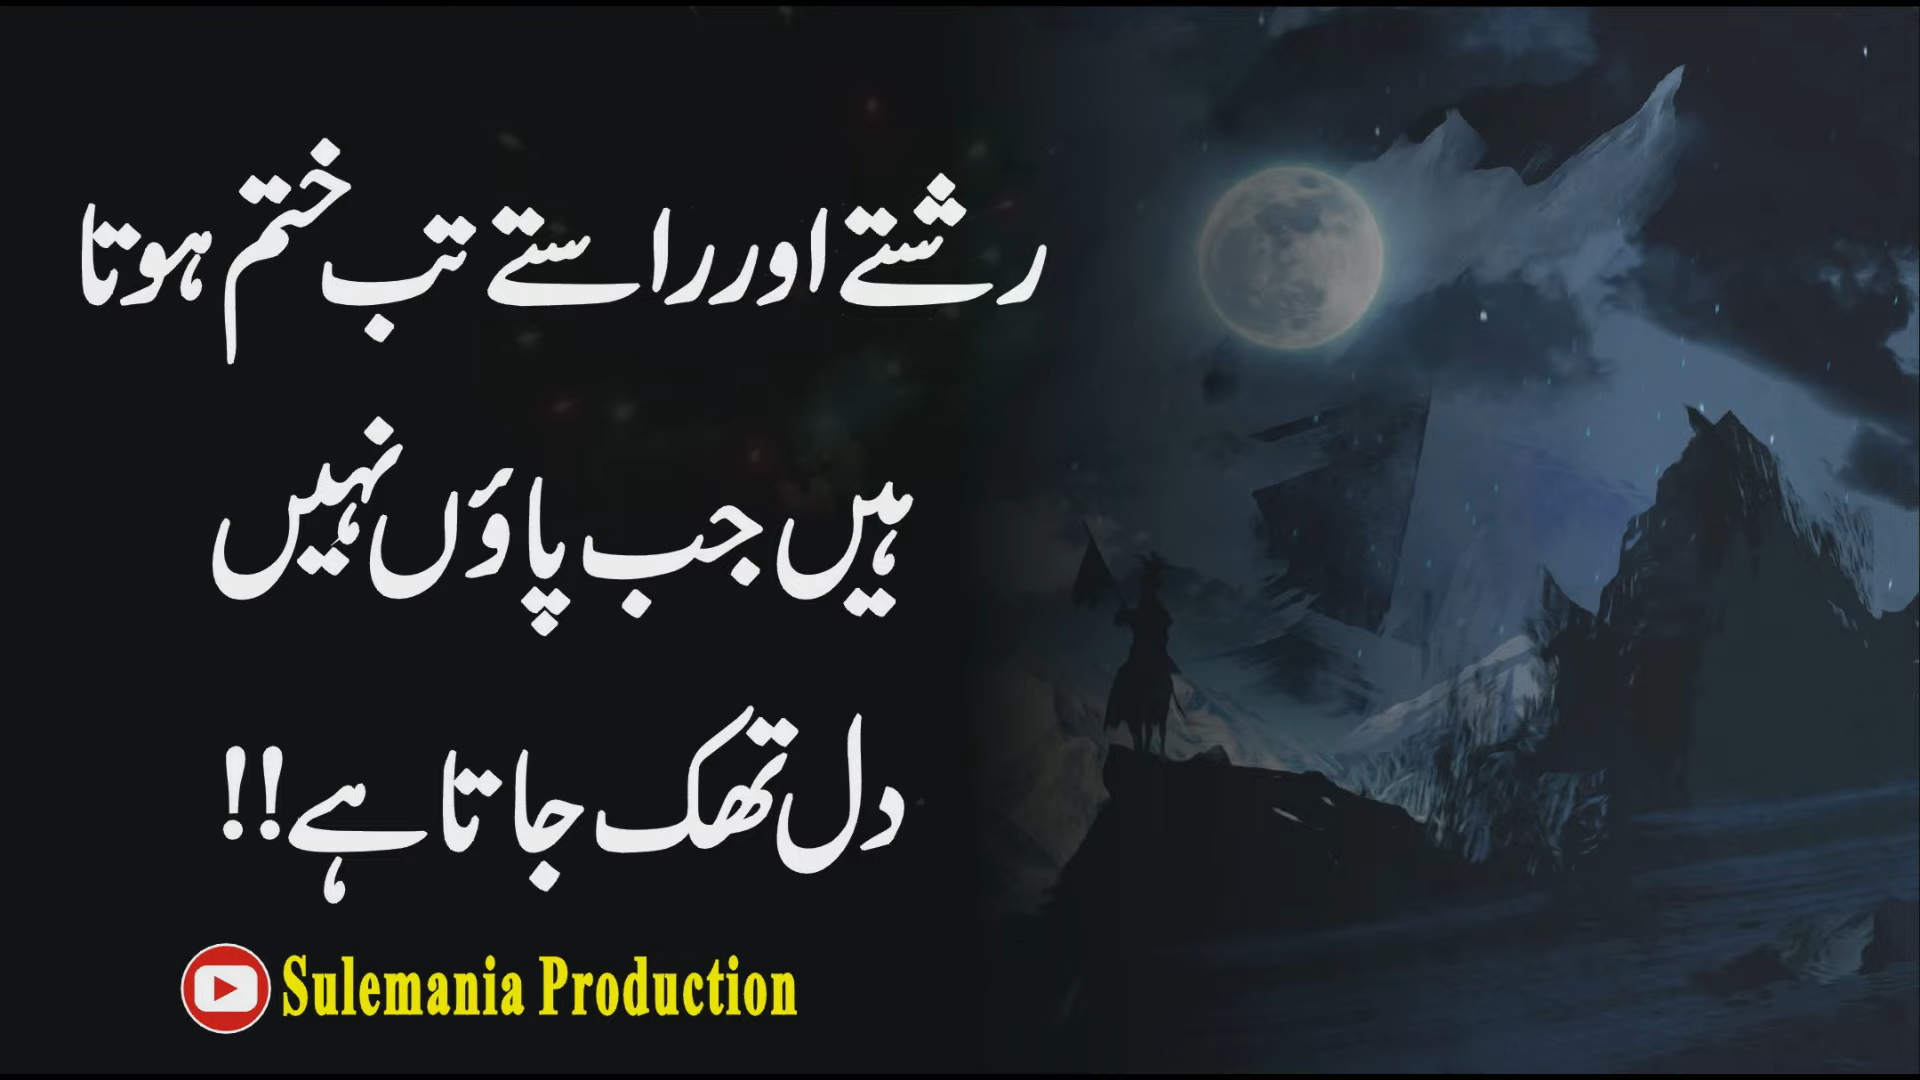 رشتے اور راستے تب ختم ہوتا
ہیں جب پاؤں نہیں
دل تھک جاتا ہے!!
Sulemania Production